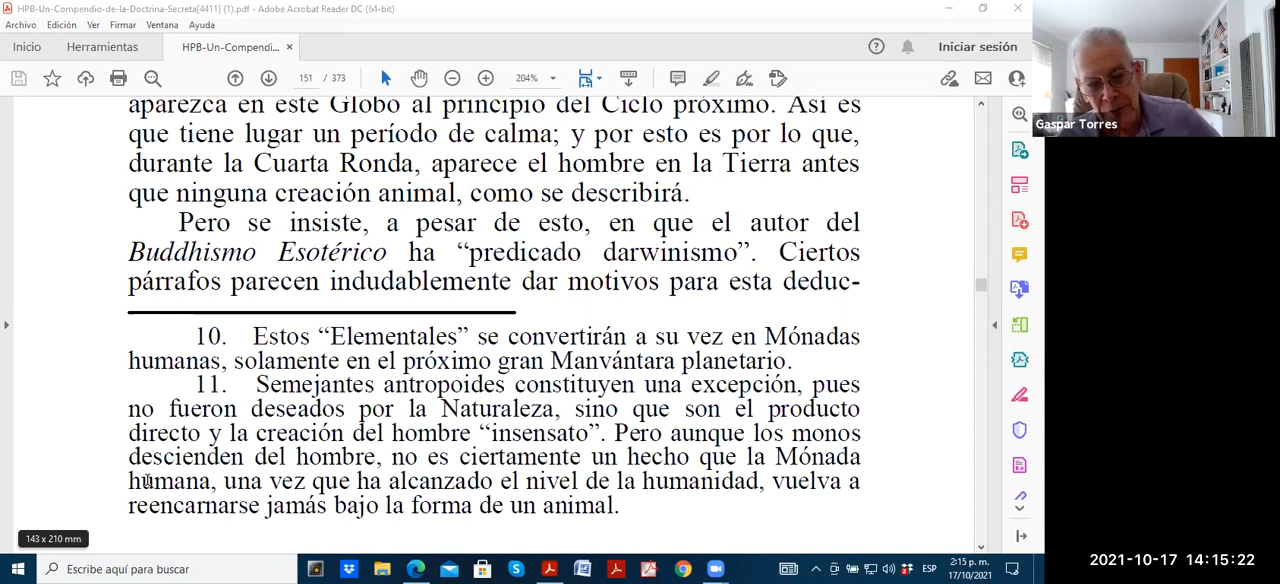 HPB-Un-Compendio-de-la-Doctrina-Secreta[4411] (1).pdf - Adobe Acrobat Reader DC (64-bit)
Archivo Edición Ver Firmar Ventana Ayuda
Inicio Herramientas HPB-Un-Compendi... × Iniciar sesión
151 / 373 204%
Gaspar Torres
aparezca en este Globo al principio del Ciclo próximo. Así es
que tiene lugar un período de calma; y por esto es por lo que,
durante la Cuarta Ronda, aparece el hombre en la Tierra antes
que ninguna creación animal, como se describirá.
Pero se insiste, a pesar de esto, en que el autor del
Buddhismo Esotérico ha “predicado darwinismo”. Ciertos
párrafos parecen indudablemente dar motivos para esta deduc-
10. Estos “Elementales” se convertirán a su vez en Mónadas
humanas, solamente en el próximo gran Manvántara planetario.
11. Semejantes antropoides constituyen una excepción, pues
no fueron deseados por la Naturaleza, sino que son el producto
directo y la creación del hombre “insensato”. Pero aunque los monos
descienden del hombre, no es ciertamente un hecho que la Mónada
humana, una vez que ha alcanzado el nivel de la humanidad, vuelva a
reencarnarse jamás bajo la forma de un animal.
143 x 210 mm
Escribe aquí para buscar
ESP
2:15 p. m.
17/10/2021
2021-10-17 14:15:22